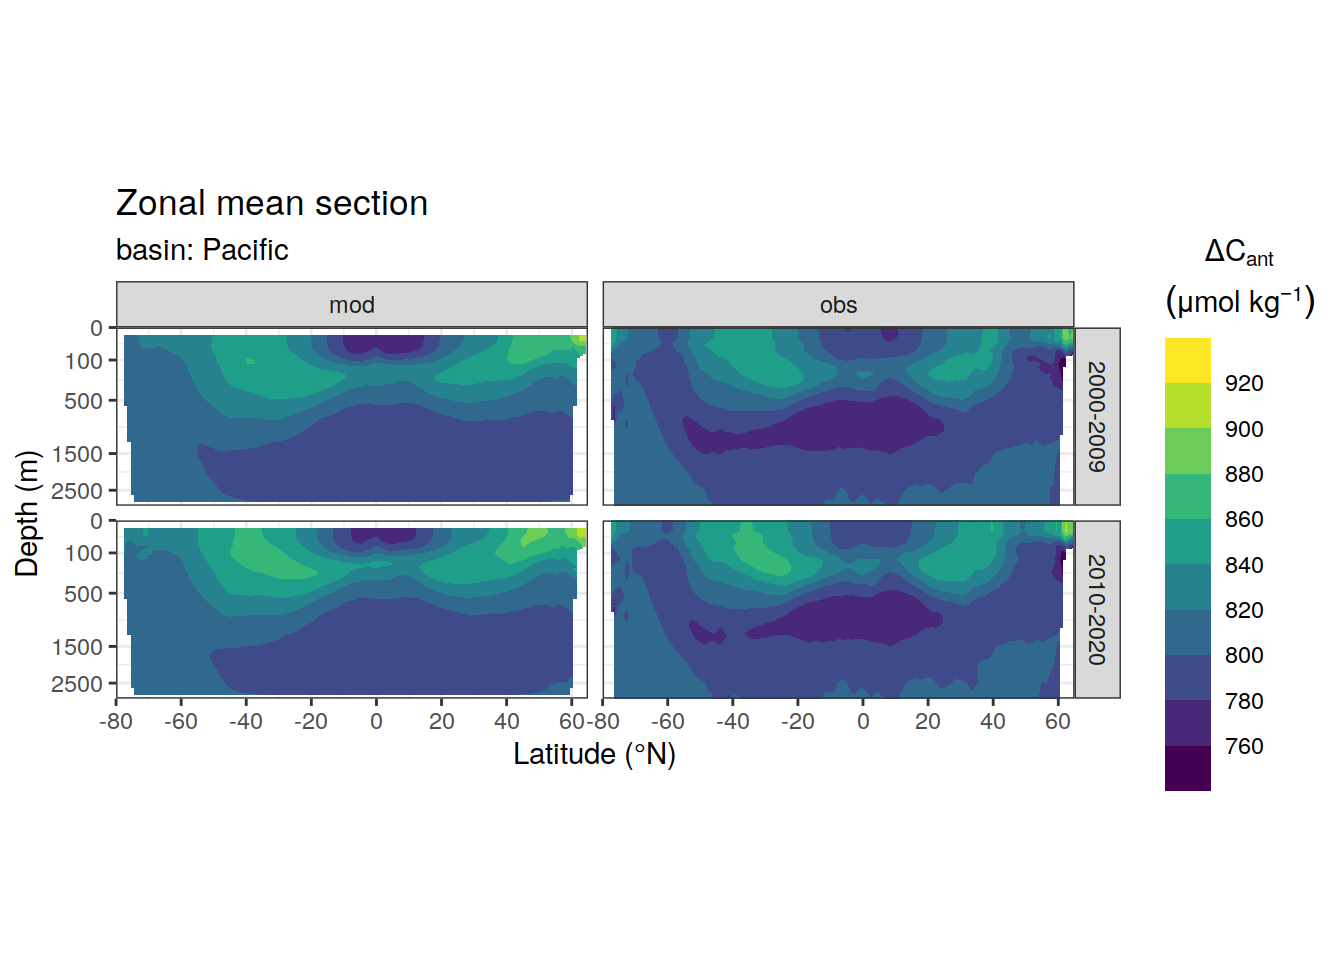 Zonal mean section
basin: Pacific
mod
obs
0
100
500
1500
2500
2000-2009
0
100
500
1500
2500
2010-2020
-80 -60 -40 -20 0 20 40 60
-80 -60 -40 -20 0 20 40 60
Latitude (°N)
Depth (m)
ΔCant
(μmol kg⁻¹)
920
900
880
860
840
820
800
780
760